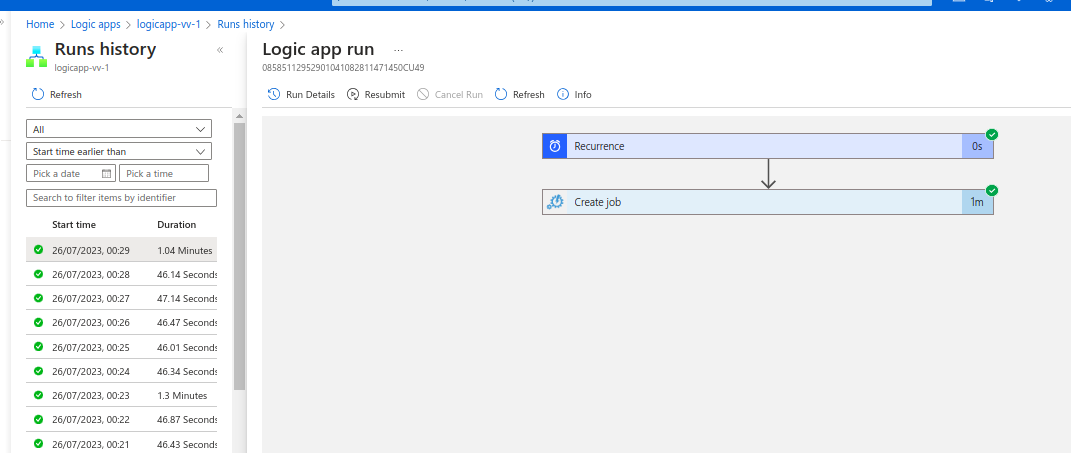 Home > Logic apps > logicapp-vv-1 > Runs history >
Runs history «
logicapp-vv-1
Refresh
All
Start time earlier than
Pick a date Pick a time
Search to filter items by identifier
Start time Duration
26/07/2023, 00:29 1.04 Minutes
26/07/2023, 00:28 46.14 Seconds
26/07/2023, 00:27 47.14 Seconds
26/07/2023, 00:26 46.47 Seconds
26/07/2023, 00:25 46.01 Seconds
26/07/2023, 00:24 46.34 Seconds
26/07/2023, 00:23 1.3 Minutes
26/07/2023, 00:22 46.87 Seconds
26/07/2023, 00:21 46.43 Seconds
Logic app run ...
08585112952901041082811471450CU49
Run Details Resubmit Cancel Run Refresh Info
Recurrence 0s
Create job 1m